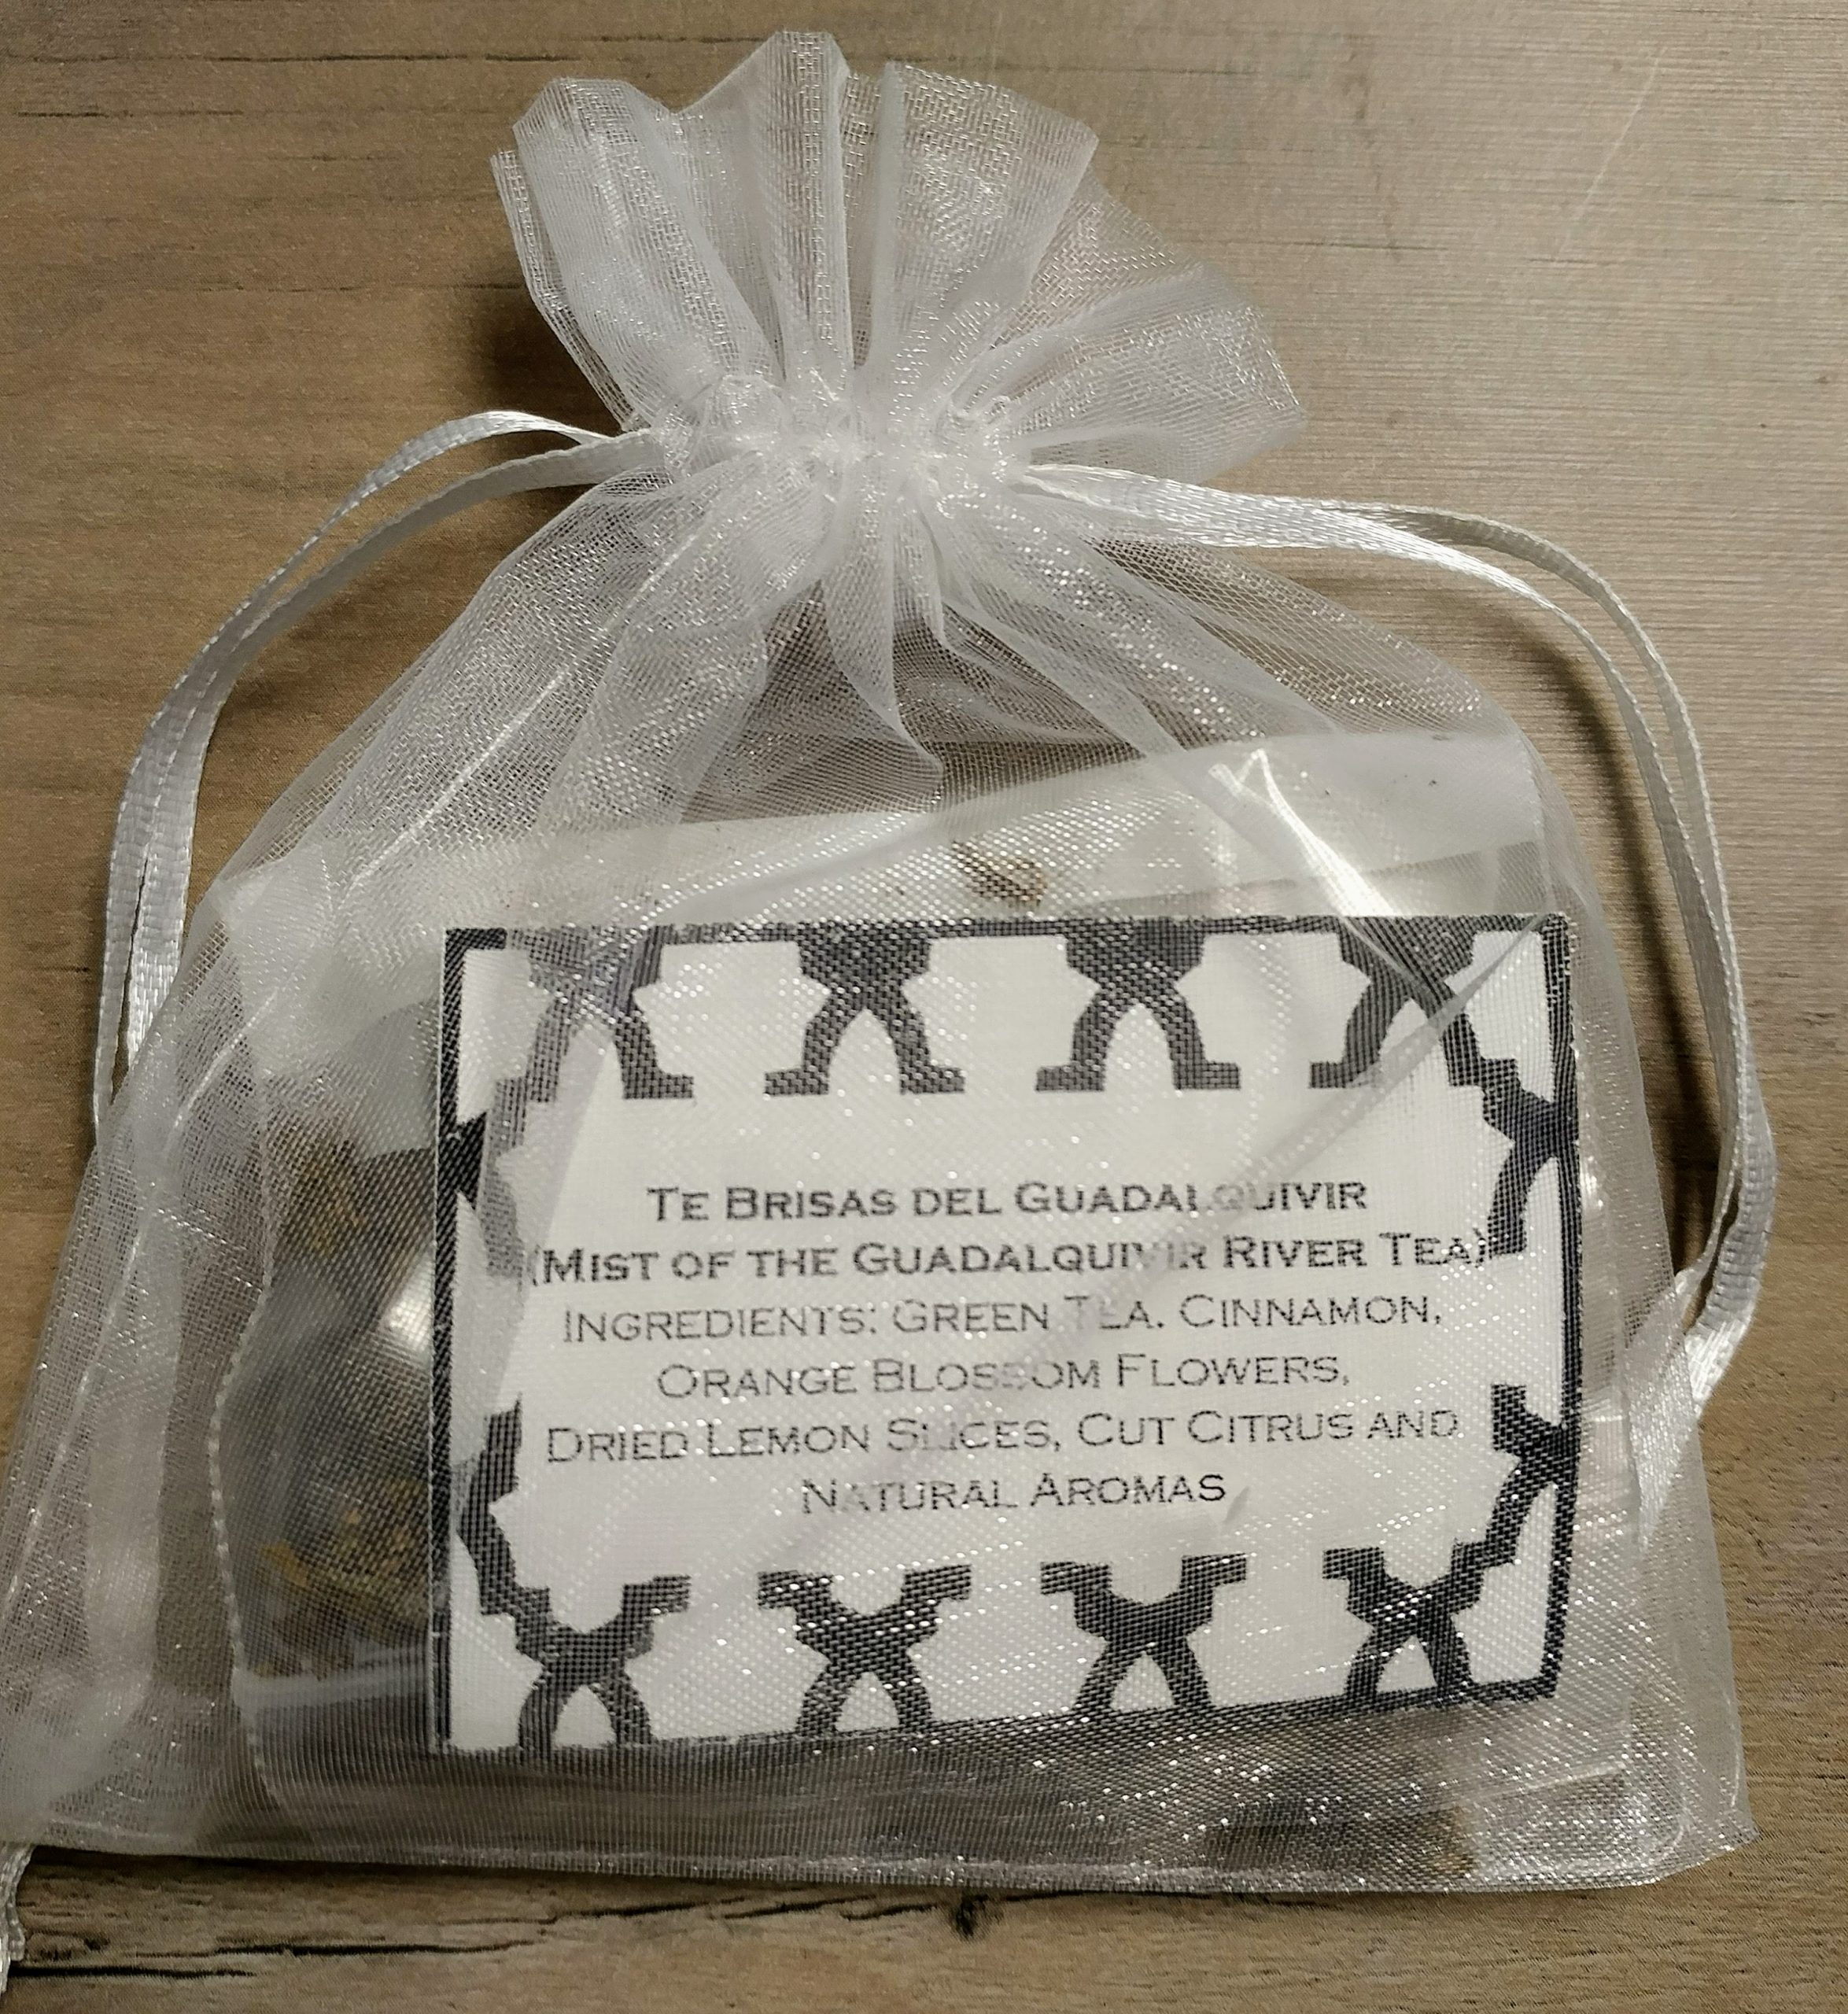 TE BRISAS DEL GUADALQUIVIR
(MIST OF THE GUADALQUIVIR RIVER TEA)
INGREDIENTS: GREEN TEA. CINNAMON,
ORANGE BLOSSOM FLOWERS,
DRIED LEMON SLICES, CUT CITRUS AND
NATURAL AROMAS